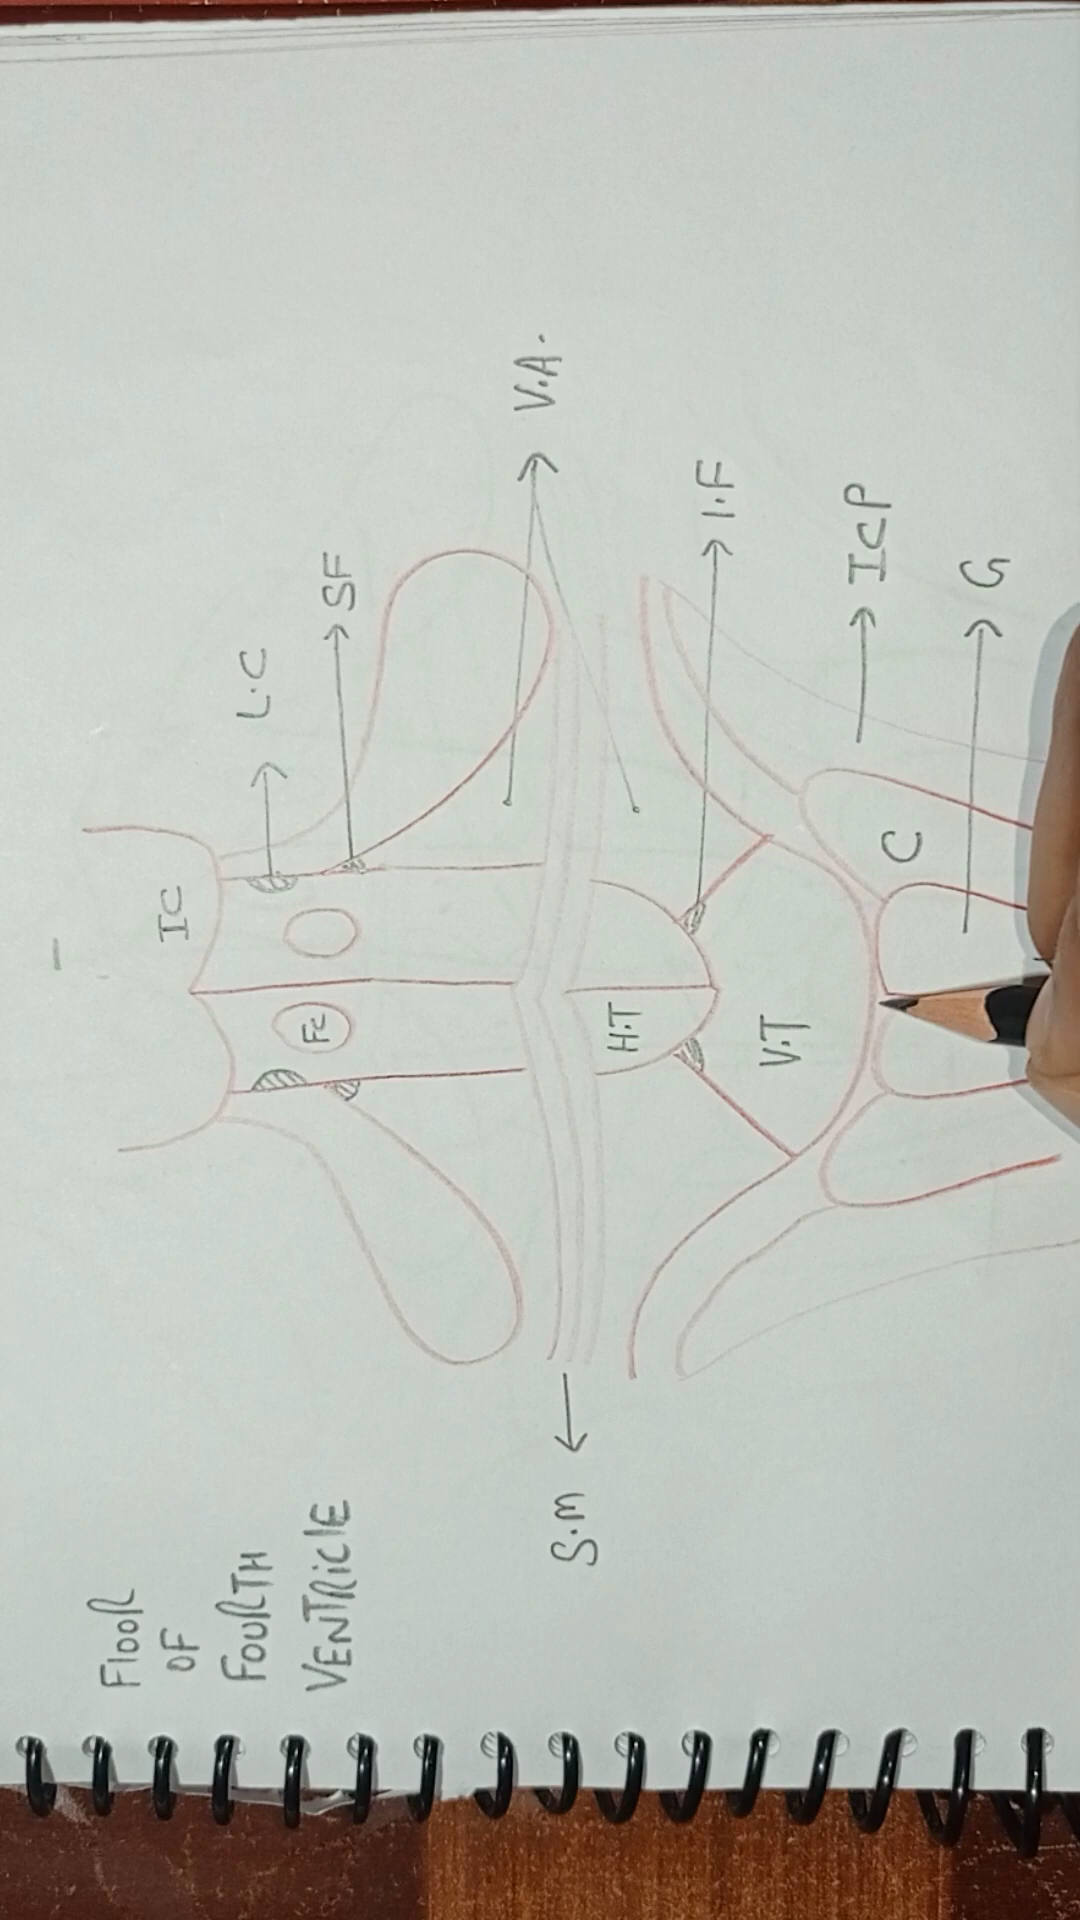 FlooR
OF
FOURTH
VENTRiClE
IC
L.C
SF
Fc
V.A.
S.M
H.T
I.F
V.T
ICP
C
G